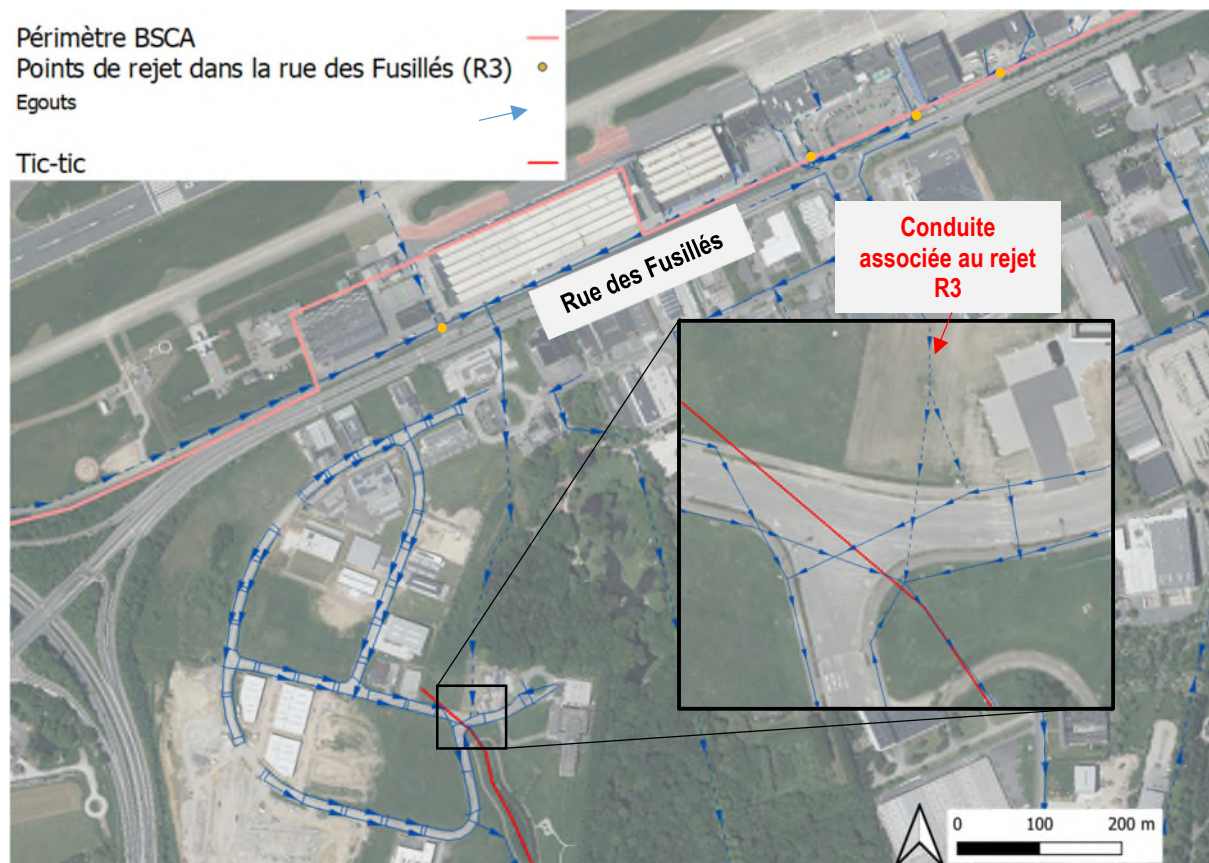 Périmètre BSCA
Points de rejet dans la rue des Fusillés (R3)
Egouts
Tic-tic
Conduite
associée au rejet
R3
Rue des Fusillés
0 100 200 m